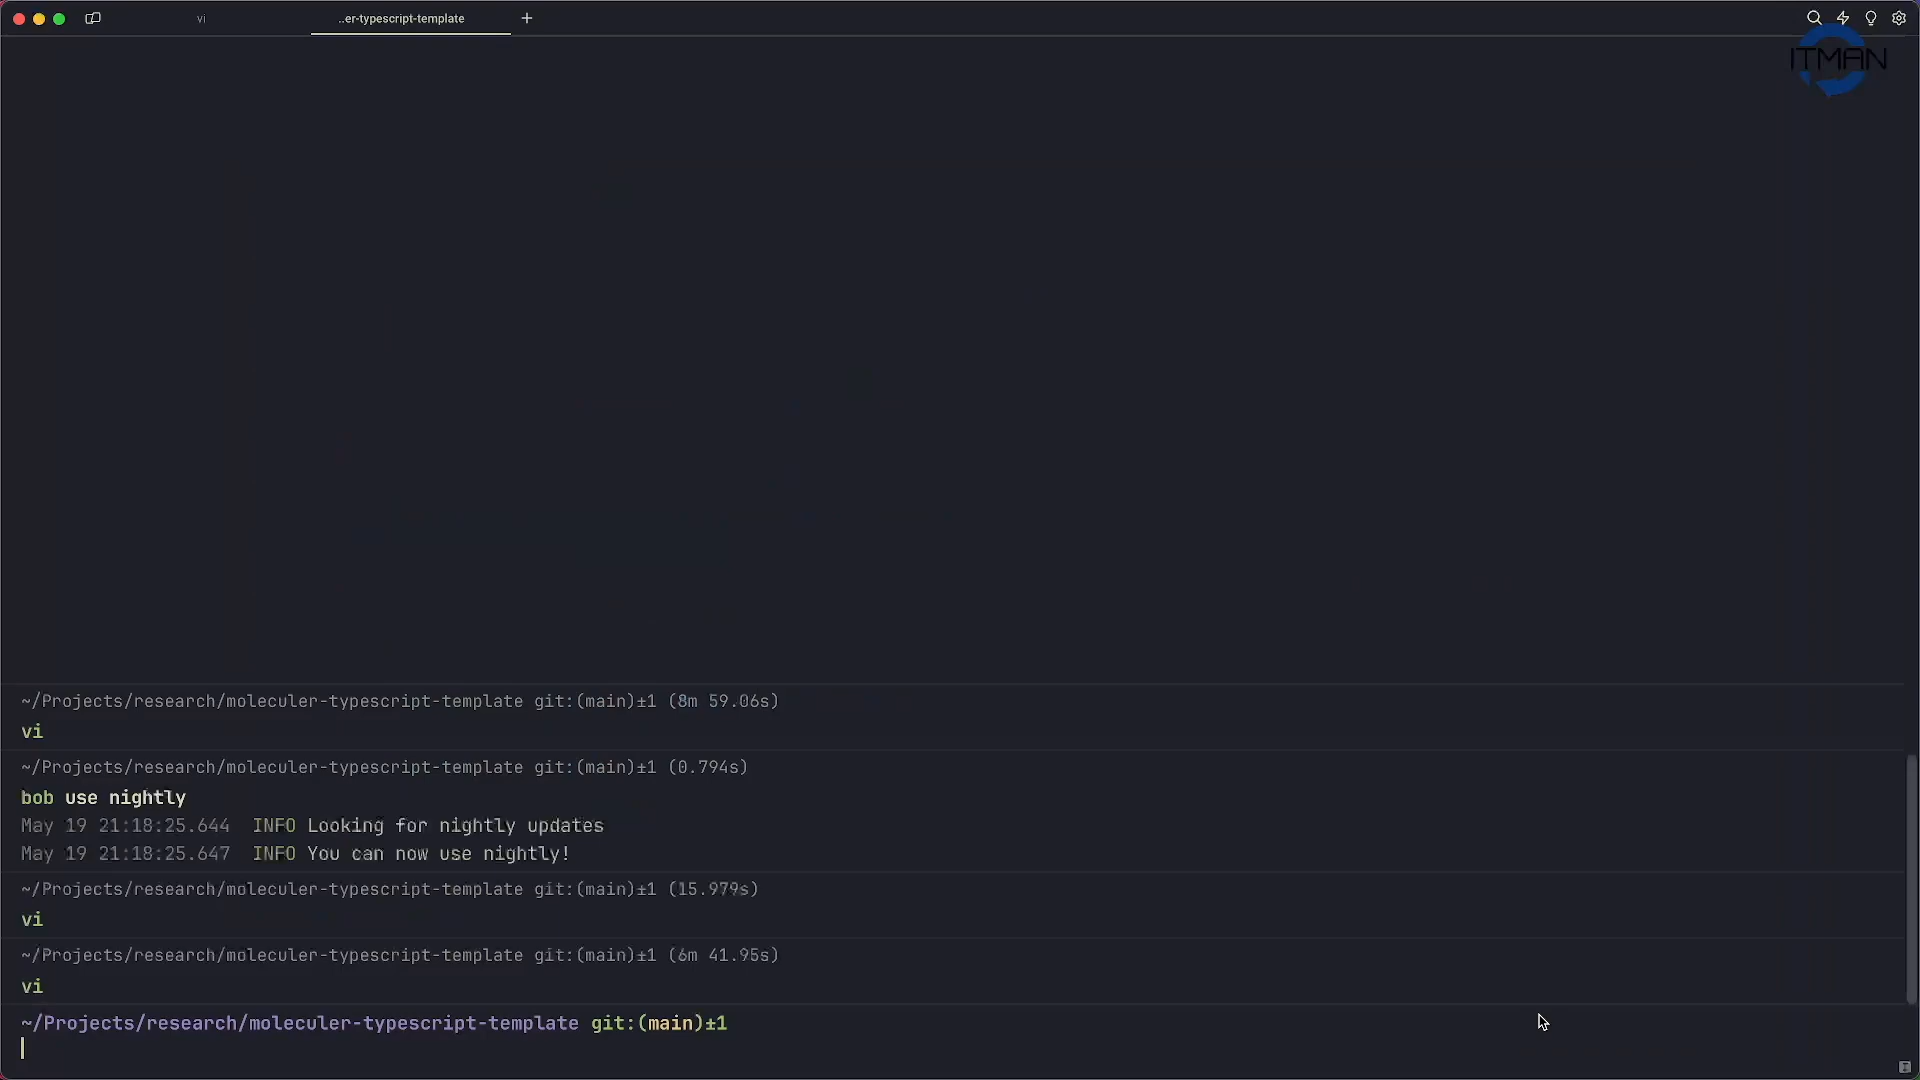 vi
..er-typescript-template
ITMAN
~/Projects/research/moleculer-typescript-template git:(main)±1 (8m 59.06s)
vi
~/Projects/research/moleculer-typescript-template git:(main)±1 (0.794s)
bob use nightly
May 19 21:18:25.644  INFO Looking for nightly updates
May 19 21:18:25.647  INFO You can now use nightly!
~/Projects/research/moleculer-typescript-template git:(main)±1 (15.979s)
vi
~/Projects/research/moleculer-typescript-template git:(main)±1 (6m 41.95s)
vi
~/Projects/research/moleculer-typescript-template git:(main)±1